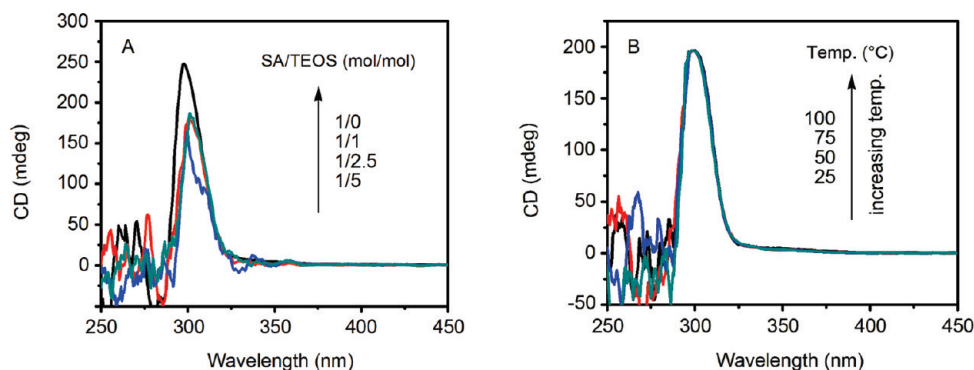 A
SA/TEOS (mol/mol)
1/0
1/1
1/2.5
1/5
CD (mdeg)
300
250
200
150
100
50
0
250 300 350 400 450
Wavelength (nm)
B
Temp. (°C)
100
75
50
25
increasing temp.
CD (mdeg)
200
150
100
50
0
−50
250 300 350 400 450
Wavelength (nm)